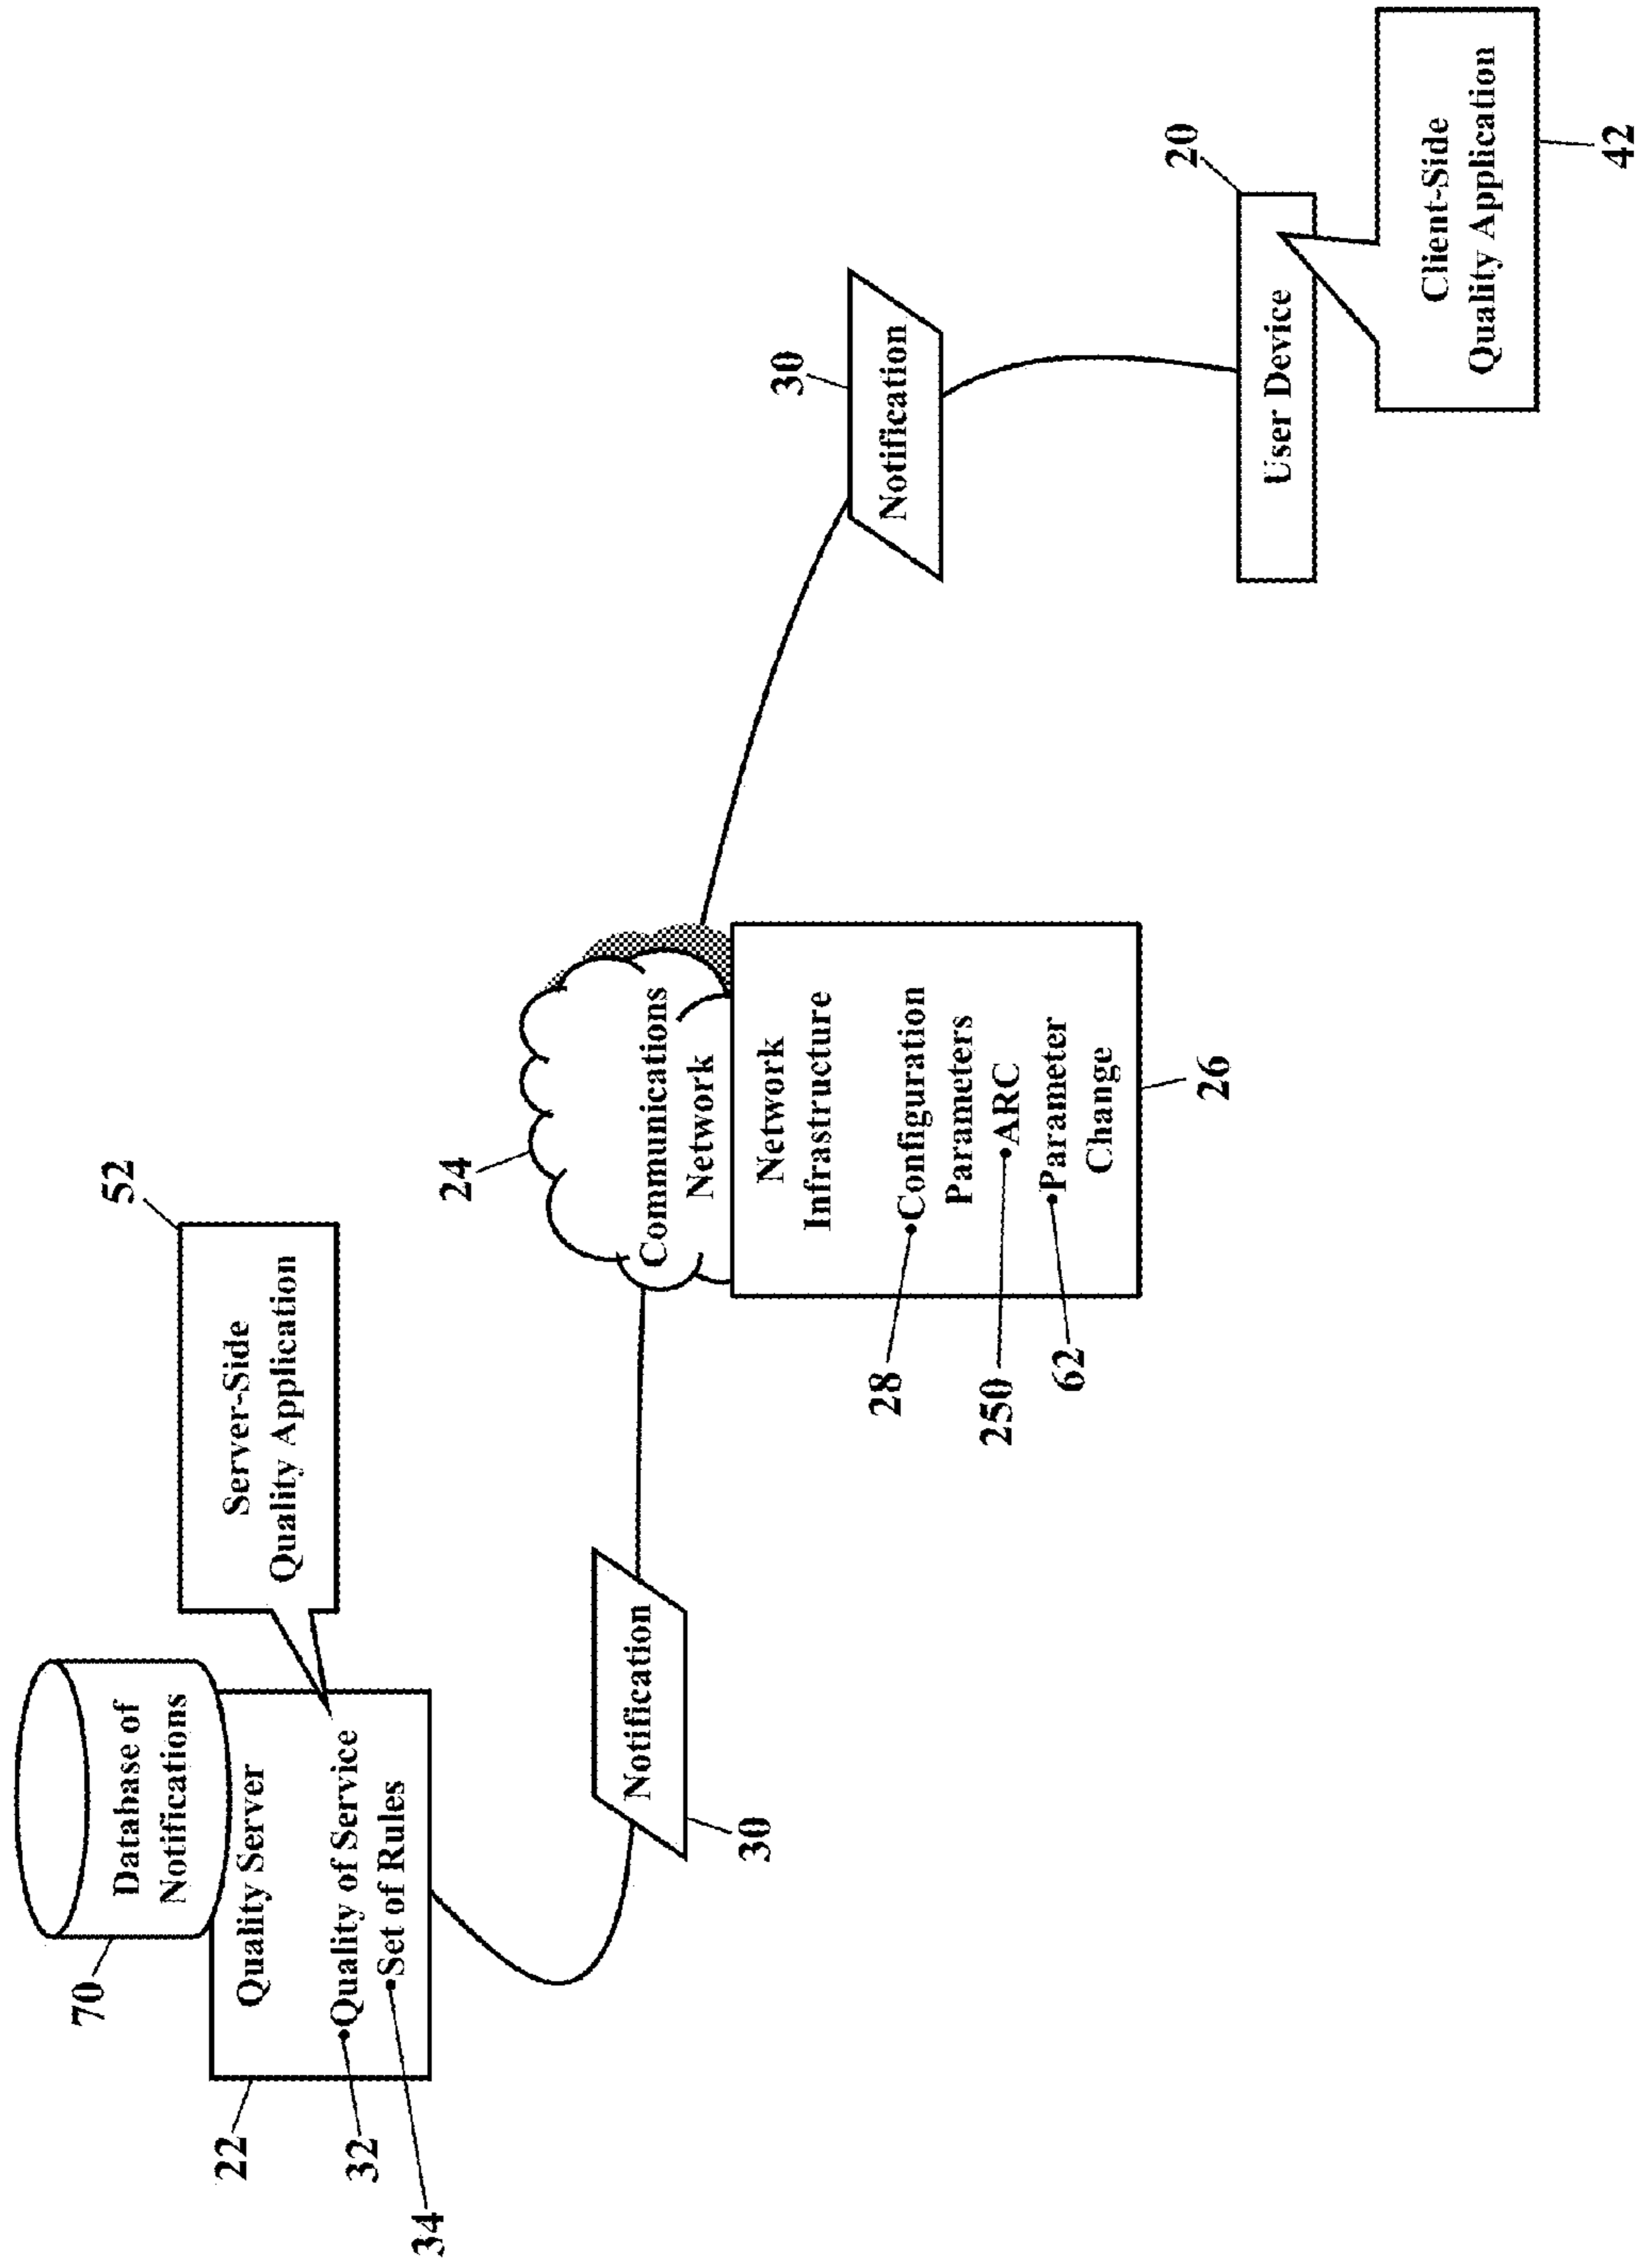 70
Database of
Notifications
52
Server-Side
Quality Application
22
Quality Server
32
Quality of Service
34
Set of Rules
Notification
30
24
Communications
Network
Network
Infrastructure
28
Configuration
Parameters
250
ARC
62
Parameter
Change
26
30
Notification
20
User Device
Client-Side
Quality Application
42